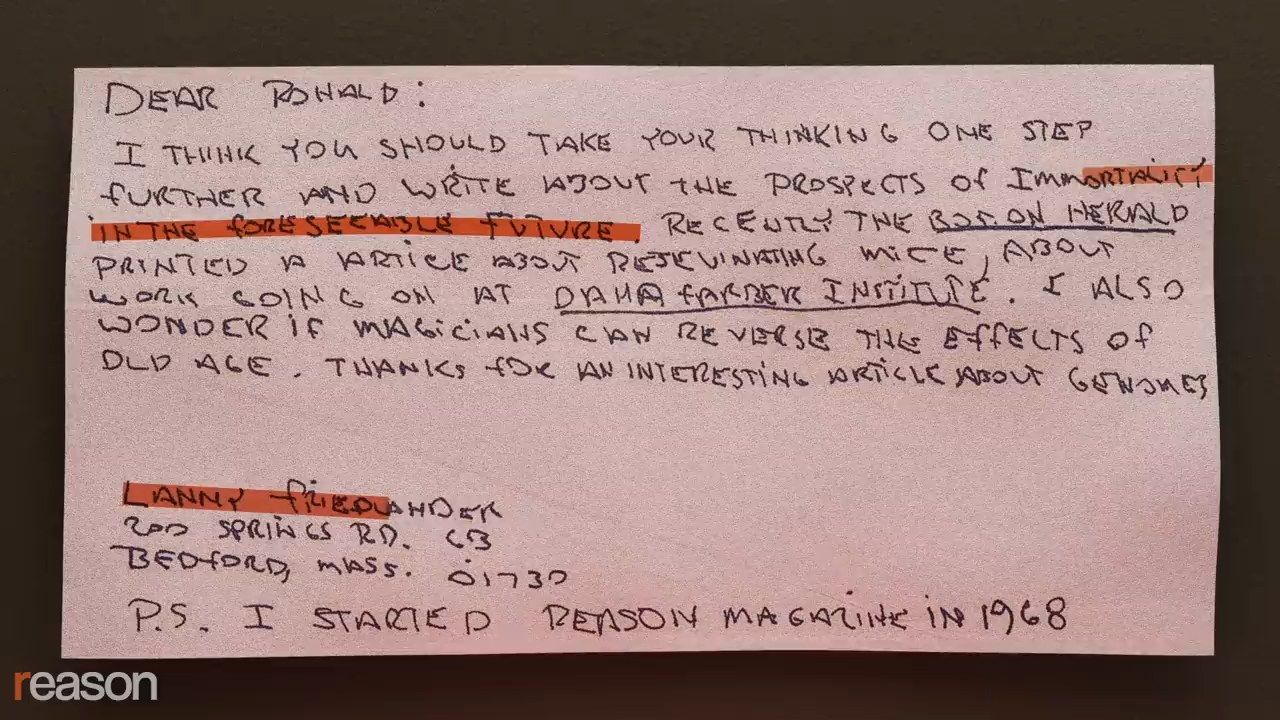 DEAR RONALD:
I THINK YOU SHOULD TAKE YOUR THINKING ONE STEP
FURTHER AND WRITE ABOUT THE PROSPECTS OF IMMORTALITY
IN THE FORESEEABLE FUTURE. RECENTLY THE BOSTON HERALD
PRINTED A ARTICLE ABOUT REJEUVINATING MICE, ABOUT
WORK GOING ON AT DANA FARBER INSTITUTE. I ALSO
WONDER IF MAGICIANS CAN REVERSE THE EFFECTS OF
OLD AGE. THANKS FOR AN INTERESTING ARTICLE ABOUT GENOMES
LANNY FRIEDLANDER
200 SPRINGS RD. 6B
BEDFORD, MASS. 01730
P.S. I STARTED REASON MAGAZINE IN 1968
reason